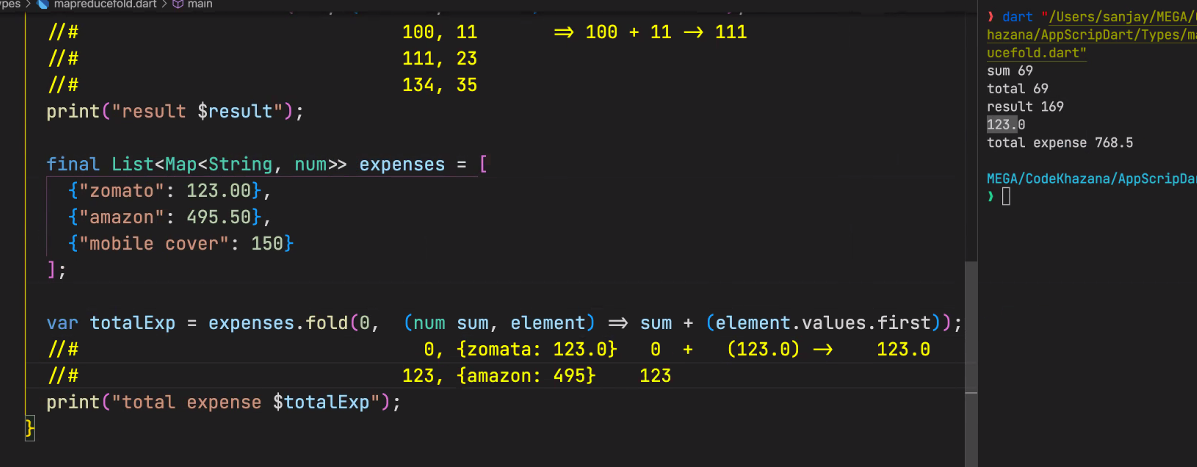 ypes > mapreducefold.dart > main
//# 100, 11 => 100 + 11 -> 111
//# 111, 23
//# 134, 35
print("result $result");
final List<Map<String, num>> expenses = [
{"zomato": 123.00},
{"amazon": 495.50},
{"mobile cover": 150}
];
var totalExp = expenses.fold(0, (num sum, element) => sum + (element.values.first));
//# 0, {zomata: 123.0} 0 + (123.0) -> 123.0
//# 123, {amazon: 495} 123
print("total expense $totalExp");
}
❯ dart "/Users/sanjay/MEGA/
hazana/AppScripDart/Types/ma
ucefold.dart"
sum 69
total 69
result 169
123.0
total expense 768.5
MEGA/CodeKhazana/AppScripDar
❯